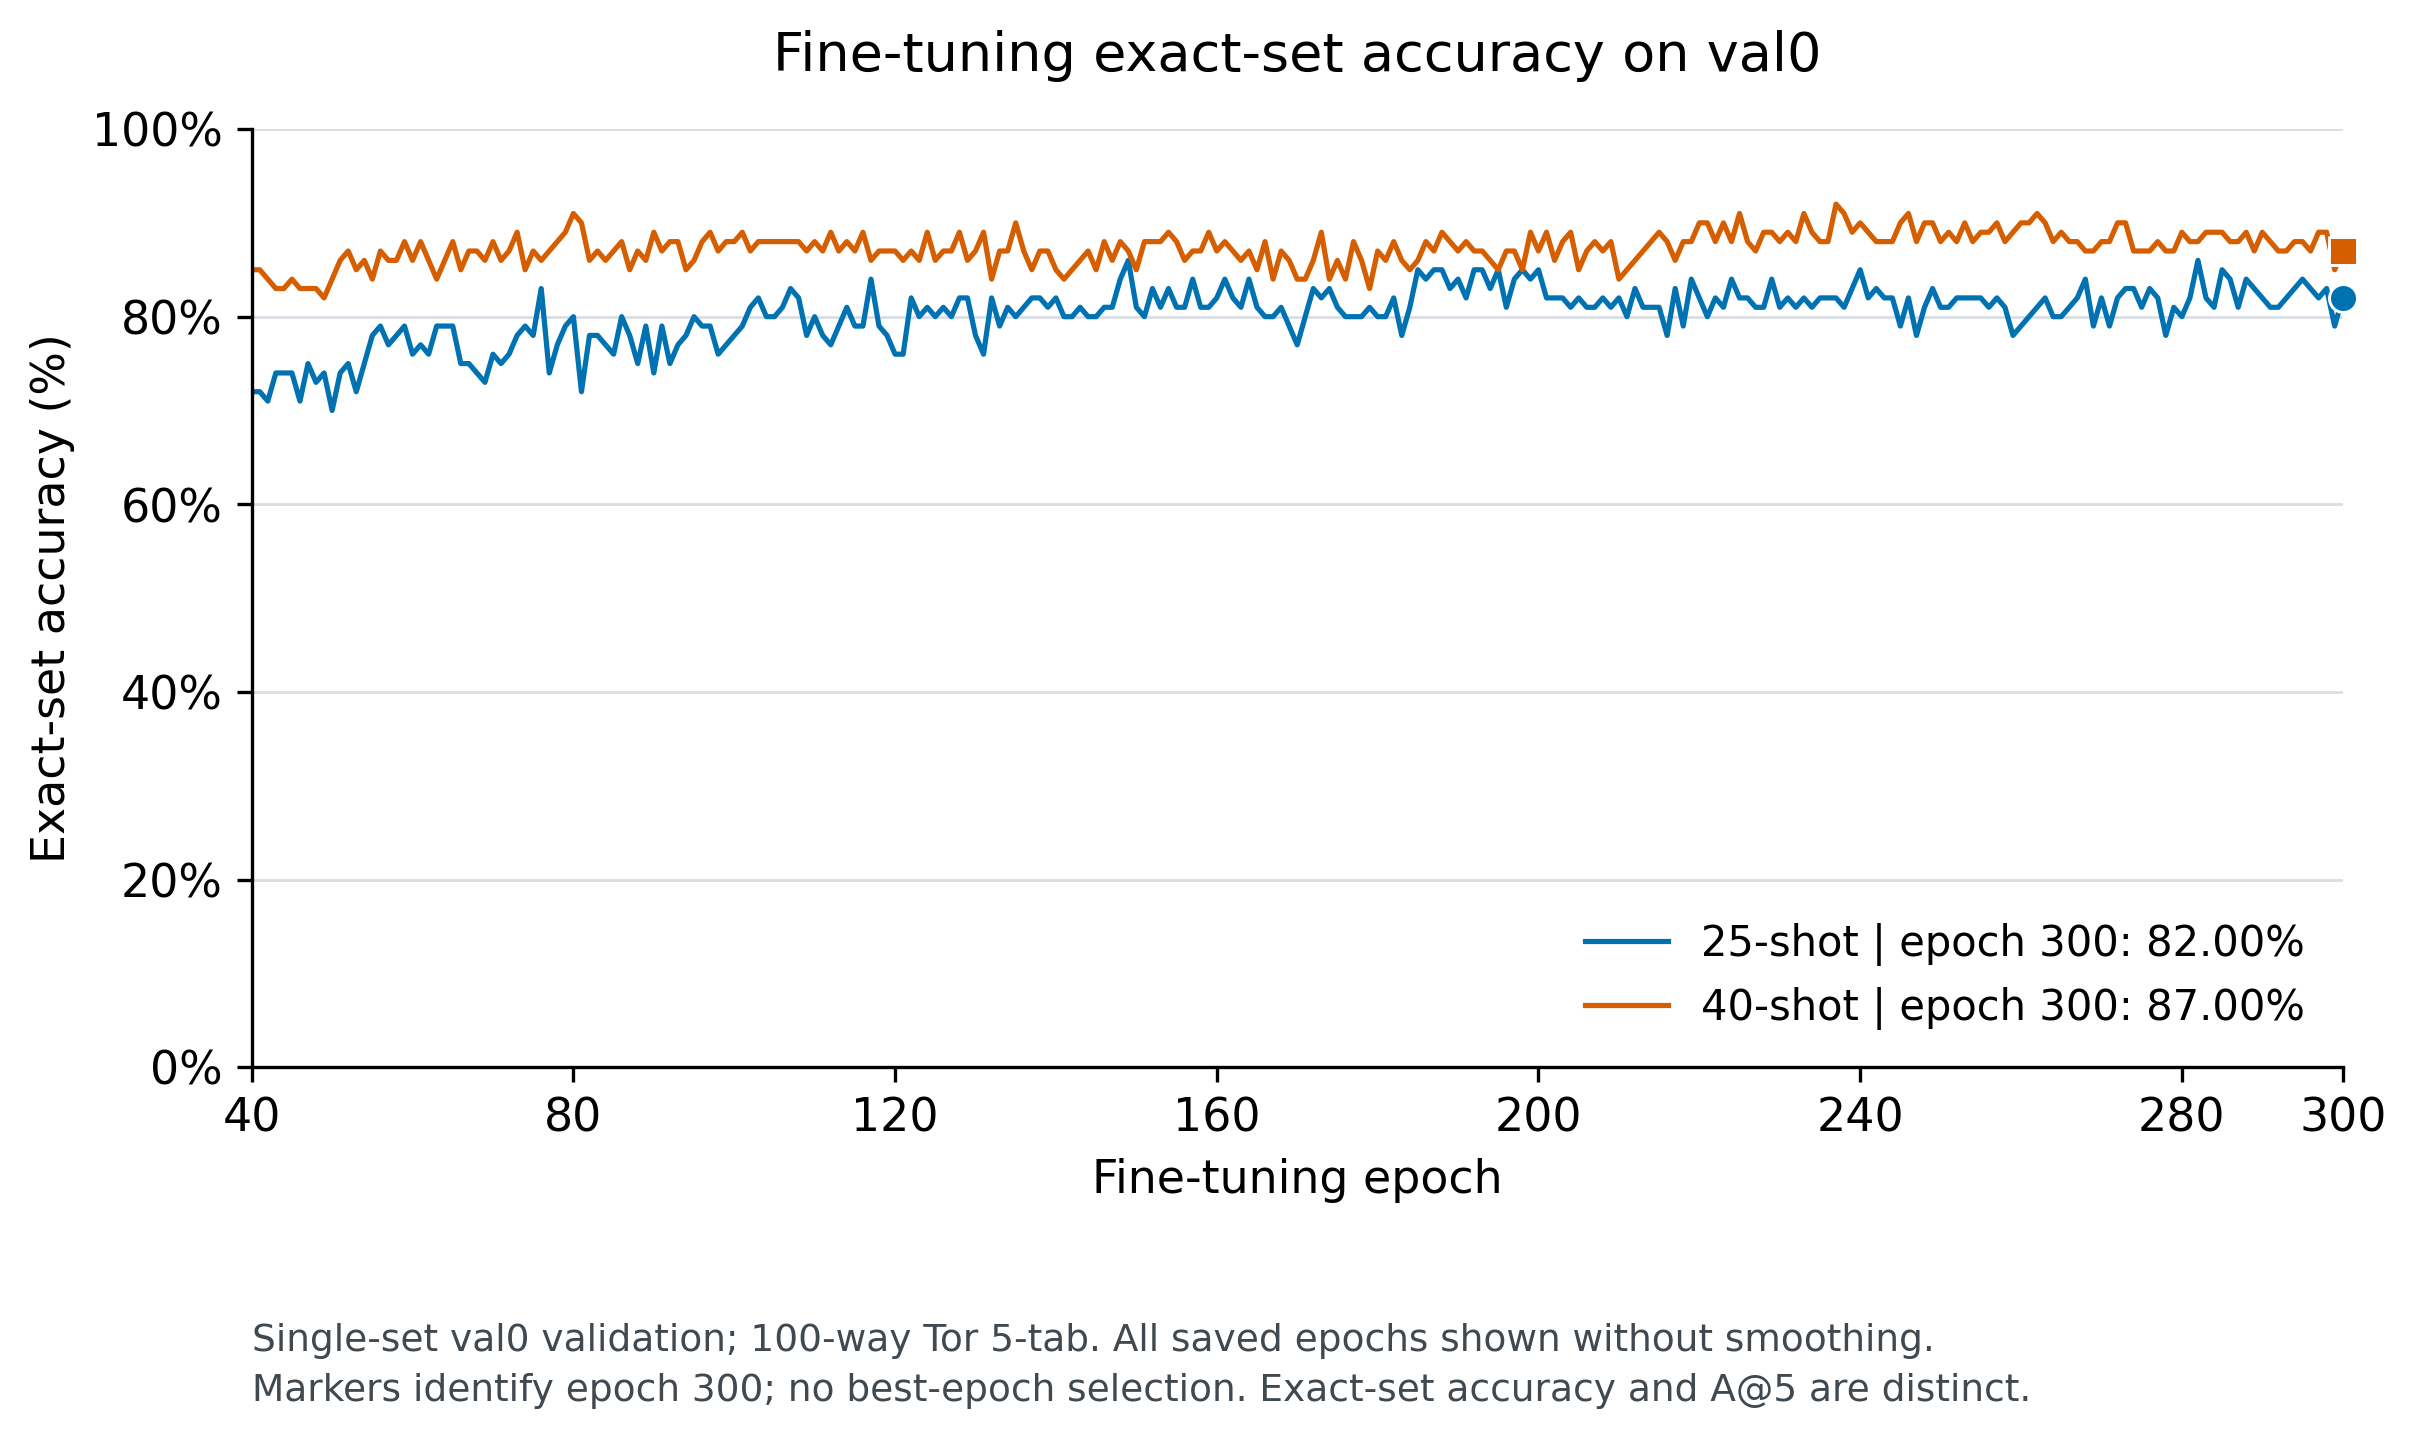 Fine-tuning exact-set accuracy on val0
100%
80%
60%
40%
20%
0%
Exact-set accuracy (%)
25-shot | epoch 300: 82.00%
40-shot | epoch 300: 87.00%
40 80 120 160 200 240 280 300
Fine-tuning epoch
Single-set val0 validation; 100-way Tor 5-tab. All saved epochs shown without smoothing.
Markers identify epoch 300; no best-epoch selection. Exact-set accuracy and A@5 are distinct.